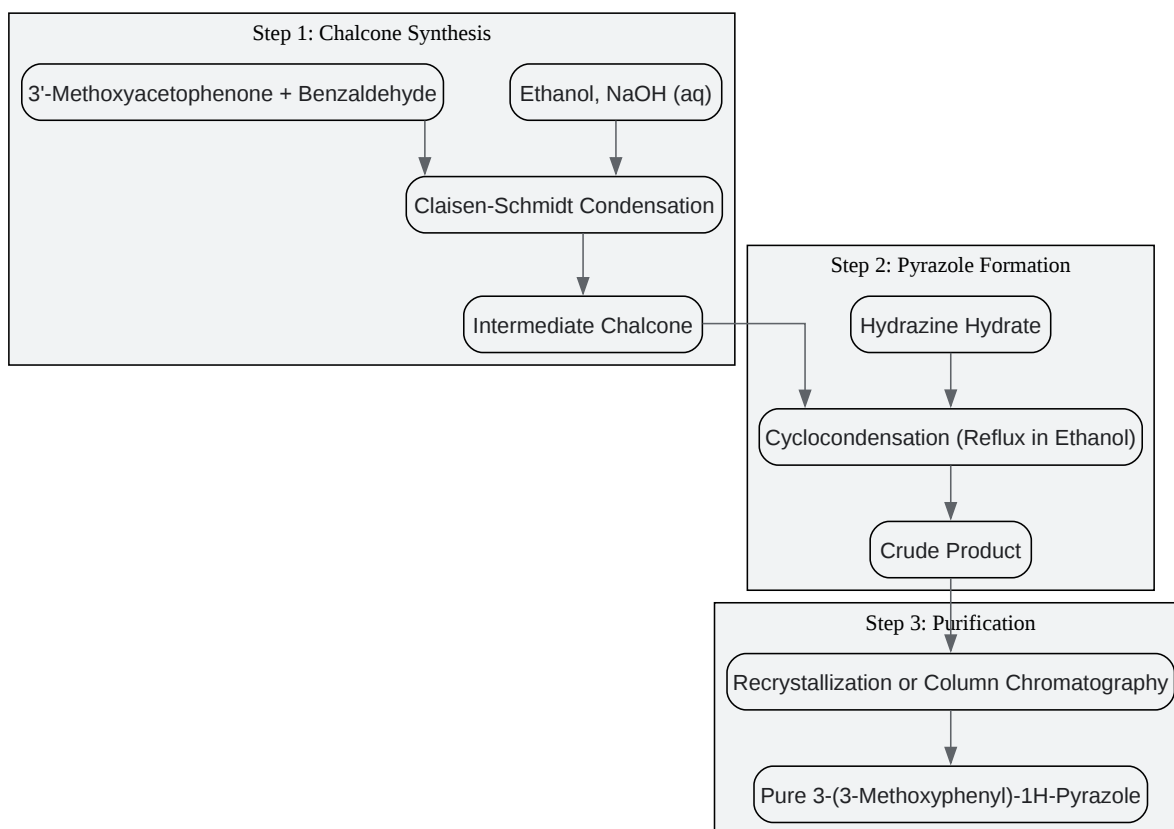 Step 1: Chalcone Synthesis
3'-Methoxyacetophenone + Benzaldehyde
Ethanol, NaOH (aq)
Claisen-Schmidt Condensation
Intermediate Chalcone
Step 2: Pyrazole Formation
Hydrazine Hydrate
Cyclocondensation (Reflux in Ethanol)
Crude Product
Step 3: Purification
Recrystallization or Column Chromatography
Pure 3-(3-Methoxyphenyl)-1H-Pyrazole